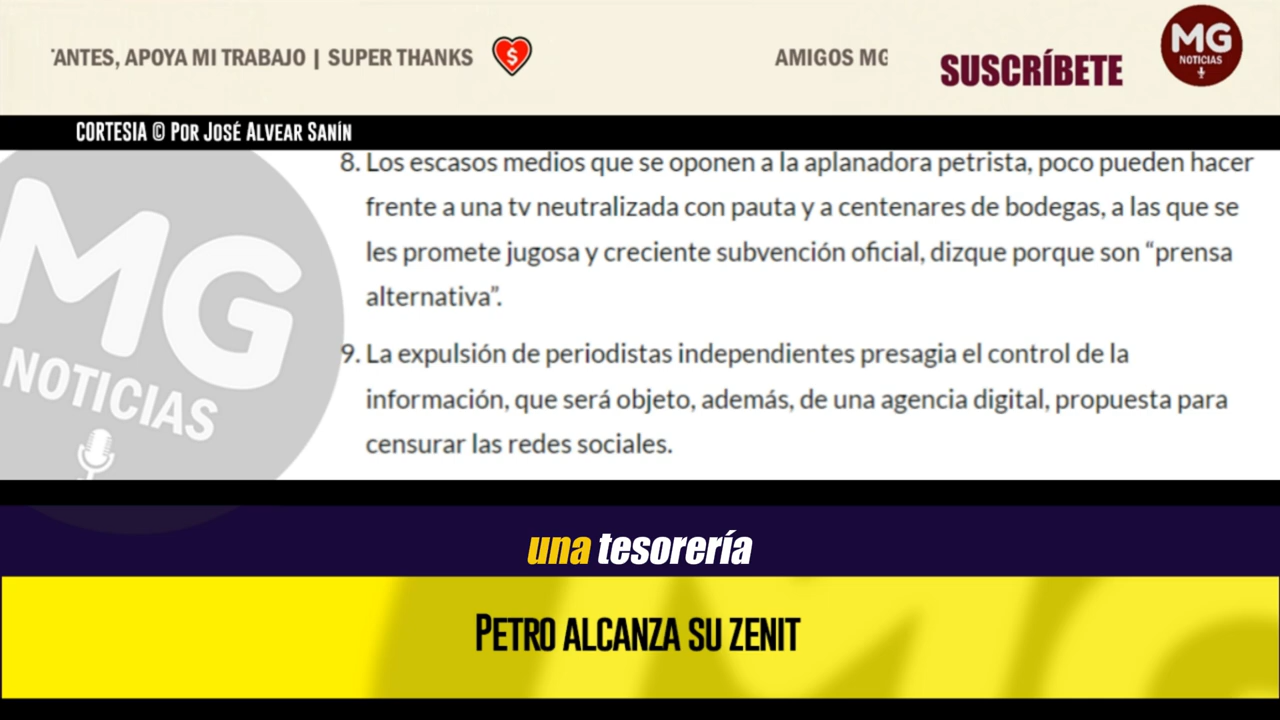 'ANTES, APOYA MI TRABAJO | SUPER THANKS
AMIGOS MG
SUSCRÍBETE
MG
NOTICIAS
CORTESIA © POR JOSÉ ALVEAR SANÍN
8. Los escasos medios que se oponen a la aplanadora petrista, poco pueden hacer
frente a una tv neutralizada con pauta y a centenares de bodegas, a las que se
les promete jugosa y creciente subvención oficial, dizque porque son “prensa
alternativa”.
9. La expulsión de periodistas independientes presagia el control de la
información, que será objeto, además, de una agencia digital, propuesta para
censurar las redes sociales.
MG
NOTICIAS
una tesorería
PETRO ALCANZA SU ZENIT